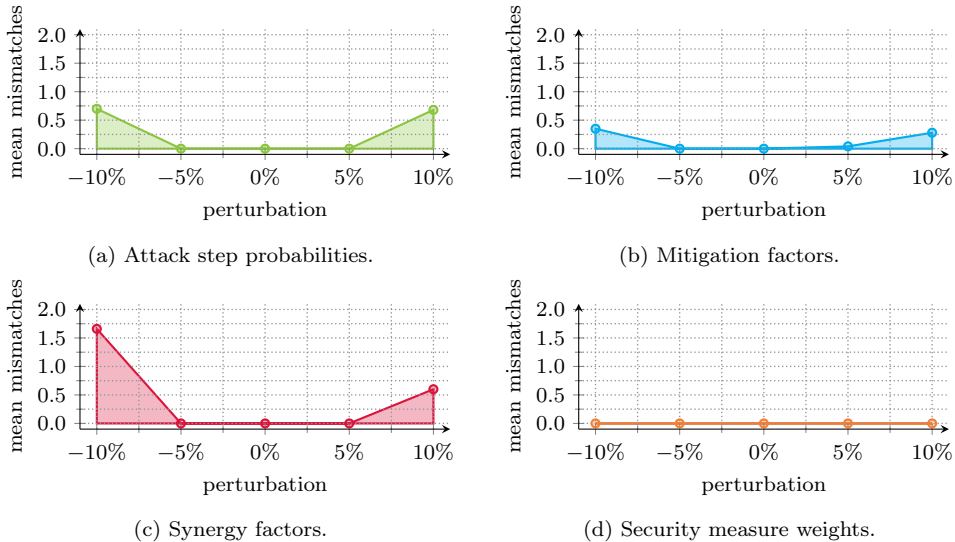 mean mismatches
2.0
1.5
1.0
0.5
0.0
−10% −5% 0% 5% 10%
perturbation
(a) Attack step probabilities.
mean mismatches
2.0
1.5
1.0
0.5
0.0
−10% −5% 0% 5% 10%
perturbation
(b) Mitigation factors.
mean mismatches
2.0
1.5
1.0
0.5
0.0
−10% −5% 0% 5% 10%
perturbation
(c) Synergy factors.
mean mismatches
2.0
1.5
1.0
0.5
0.0
−10% −5% 0% 5% 10%
perturbation
(d) Security measure weights.